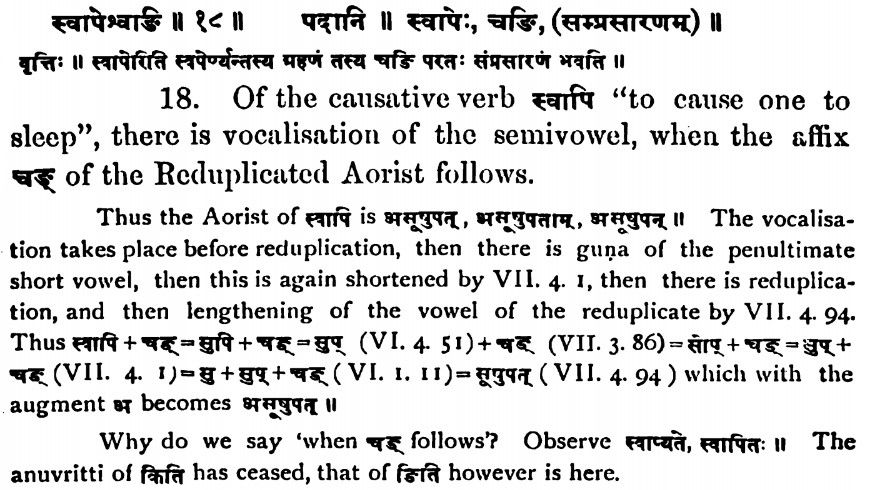 स्वापेश्चङि ॥ १८ ॥ पदानि ॥ स्वापेः, चङि, (सम्प्रसारणम्) ॥
वृत्तिः ॥ स्वापेरिति स्वपेर्ण्यन्तस्य ग्रहणं तस्य चङि परतः संप्रसारणं भवति ॥
18. Of the causative verb स्वापि "to cause one to
sleep", there is vocalisation of the semivowel, when the affix
चङ् of the Reduplicated Aorist follows.
Thus the Aorist of स्वापि is असूषुपत्, असूषुपताम्, असूषुपन् ॥ The vocalisa-
tion takes place before reduplication, then there is guṇa of the penultimate
short vowel, then this is again shortened by VII. 4. 1, then there is reduplica-
tion, and then lengthening of the vowel of the reduplicate by VII. 4. 94.
Thus स्वापि + चङ् = सुपि + चङ् = सुप् (VI. 4. 51) + चङ् (VII. 3. 86) = सोप् + चङ् = सुप् +
चङ् (VII. 4. 1) = सु + सुप् + चङ् ( VI. 1. 11) = सूषुपत् ( VII. 4. 94 ) which with the
augment अ becomes असूषुपत् ॥
Why do we say 'when चङ् follows'? Observe स्वाप्यते, स्वापितः ॥ The
anuvritti of किति has ceased, that of ङिति however is here.